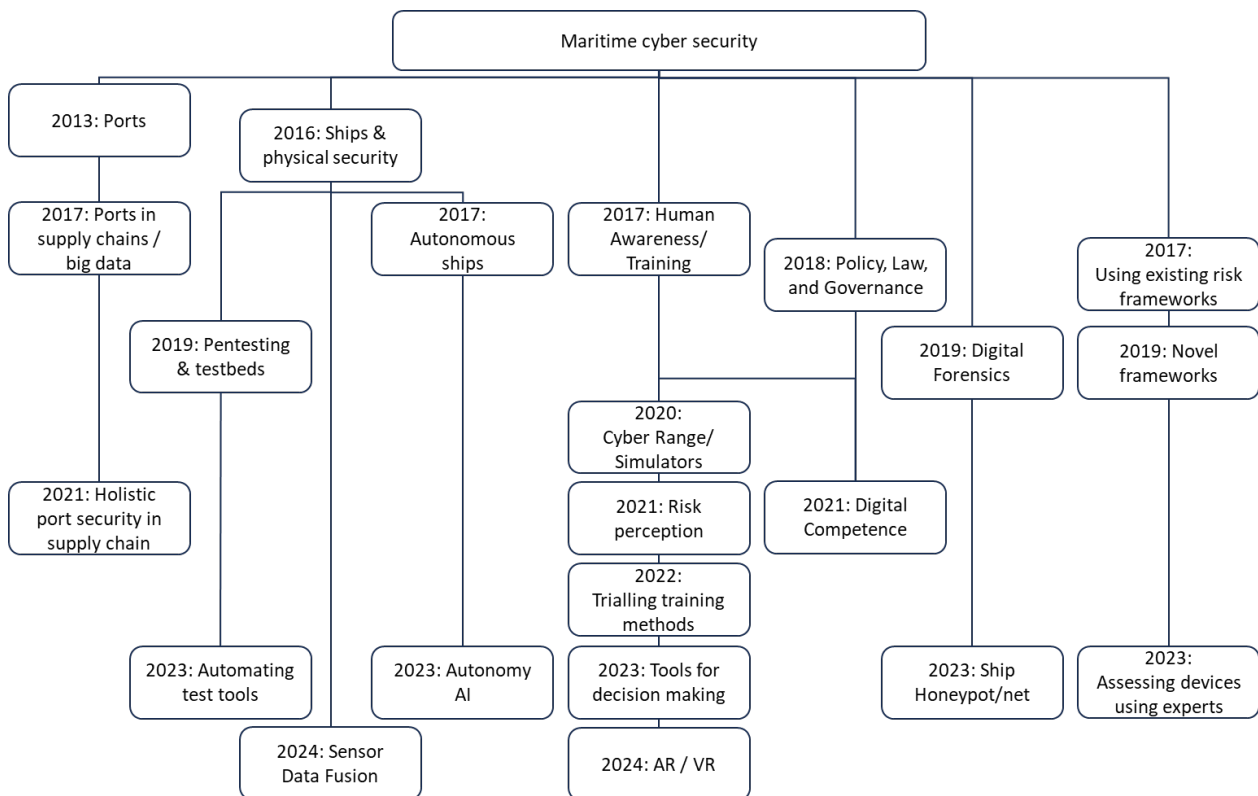 Maritime cyber security
2013: Ports
2016: Ships &
physical security
2017: Ports in
supply chains /
big data
2017:
Autonomous
ships
2017: Human
Awareness/
Training
2018: Policy, Law,
and Governance
2017:
Using existing risk
frameworks
2019: Pentesting
& testbeds
2019: Digital
Forensics
2019: Novel
frameworks
2020:
Cyber Range/
Simulators
2021: Holistic
port security in
supply chain
2021: Risk
perception
2021: Digital
Competence
2022:
Trialling training
methods
2023: Automating
test tools
2023: Autonomy
AI
2023: Tools for
decision making
2023: Ship
Honeypot/net
2023:
Assessing devices
using experts
2024: Sensor
Data Fusion
2024: AR / VR